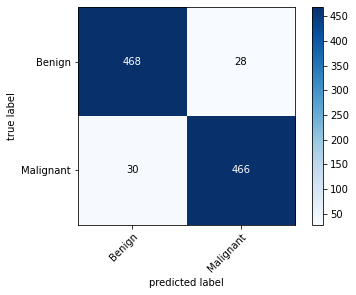 true label
Benign
Malignant
468
28
30
466
Benign
Malignant
predicted label
450
400
350
300
250
200
150
100
50